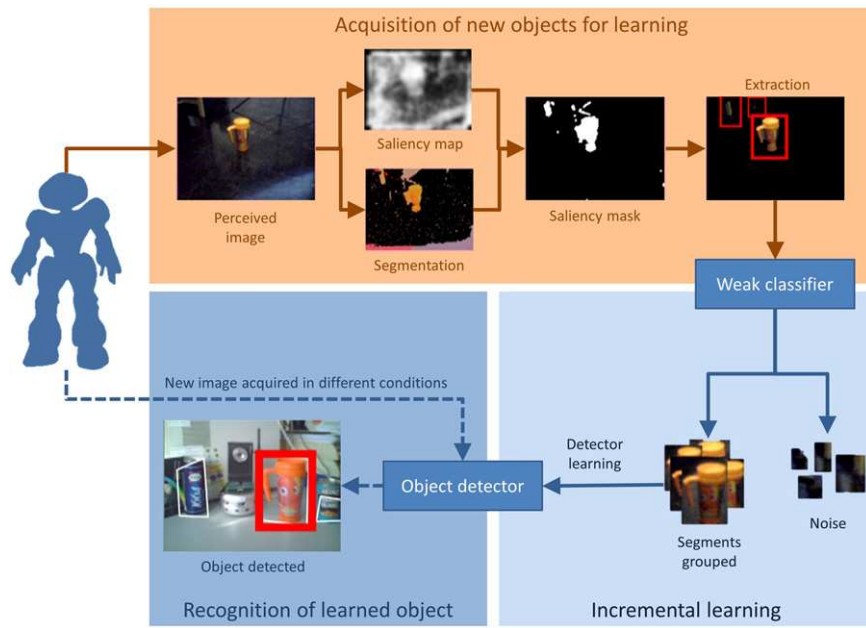 Acquisition of new objects for learning
Extraction
Saliency map
Perceived
image
Saliency mask
Segmentation
Weak classifier
New image acquired in different conditions
Detector
learning
Object detector
Object detected
Segments
grouped
Noise
Recognition of learned object
Incremental learning